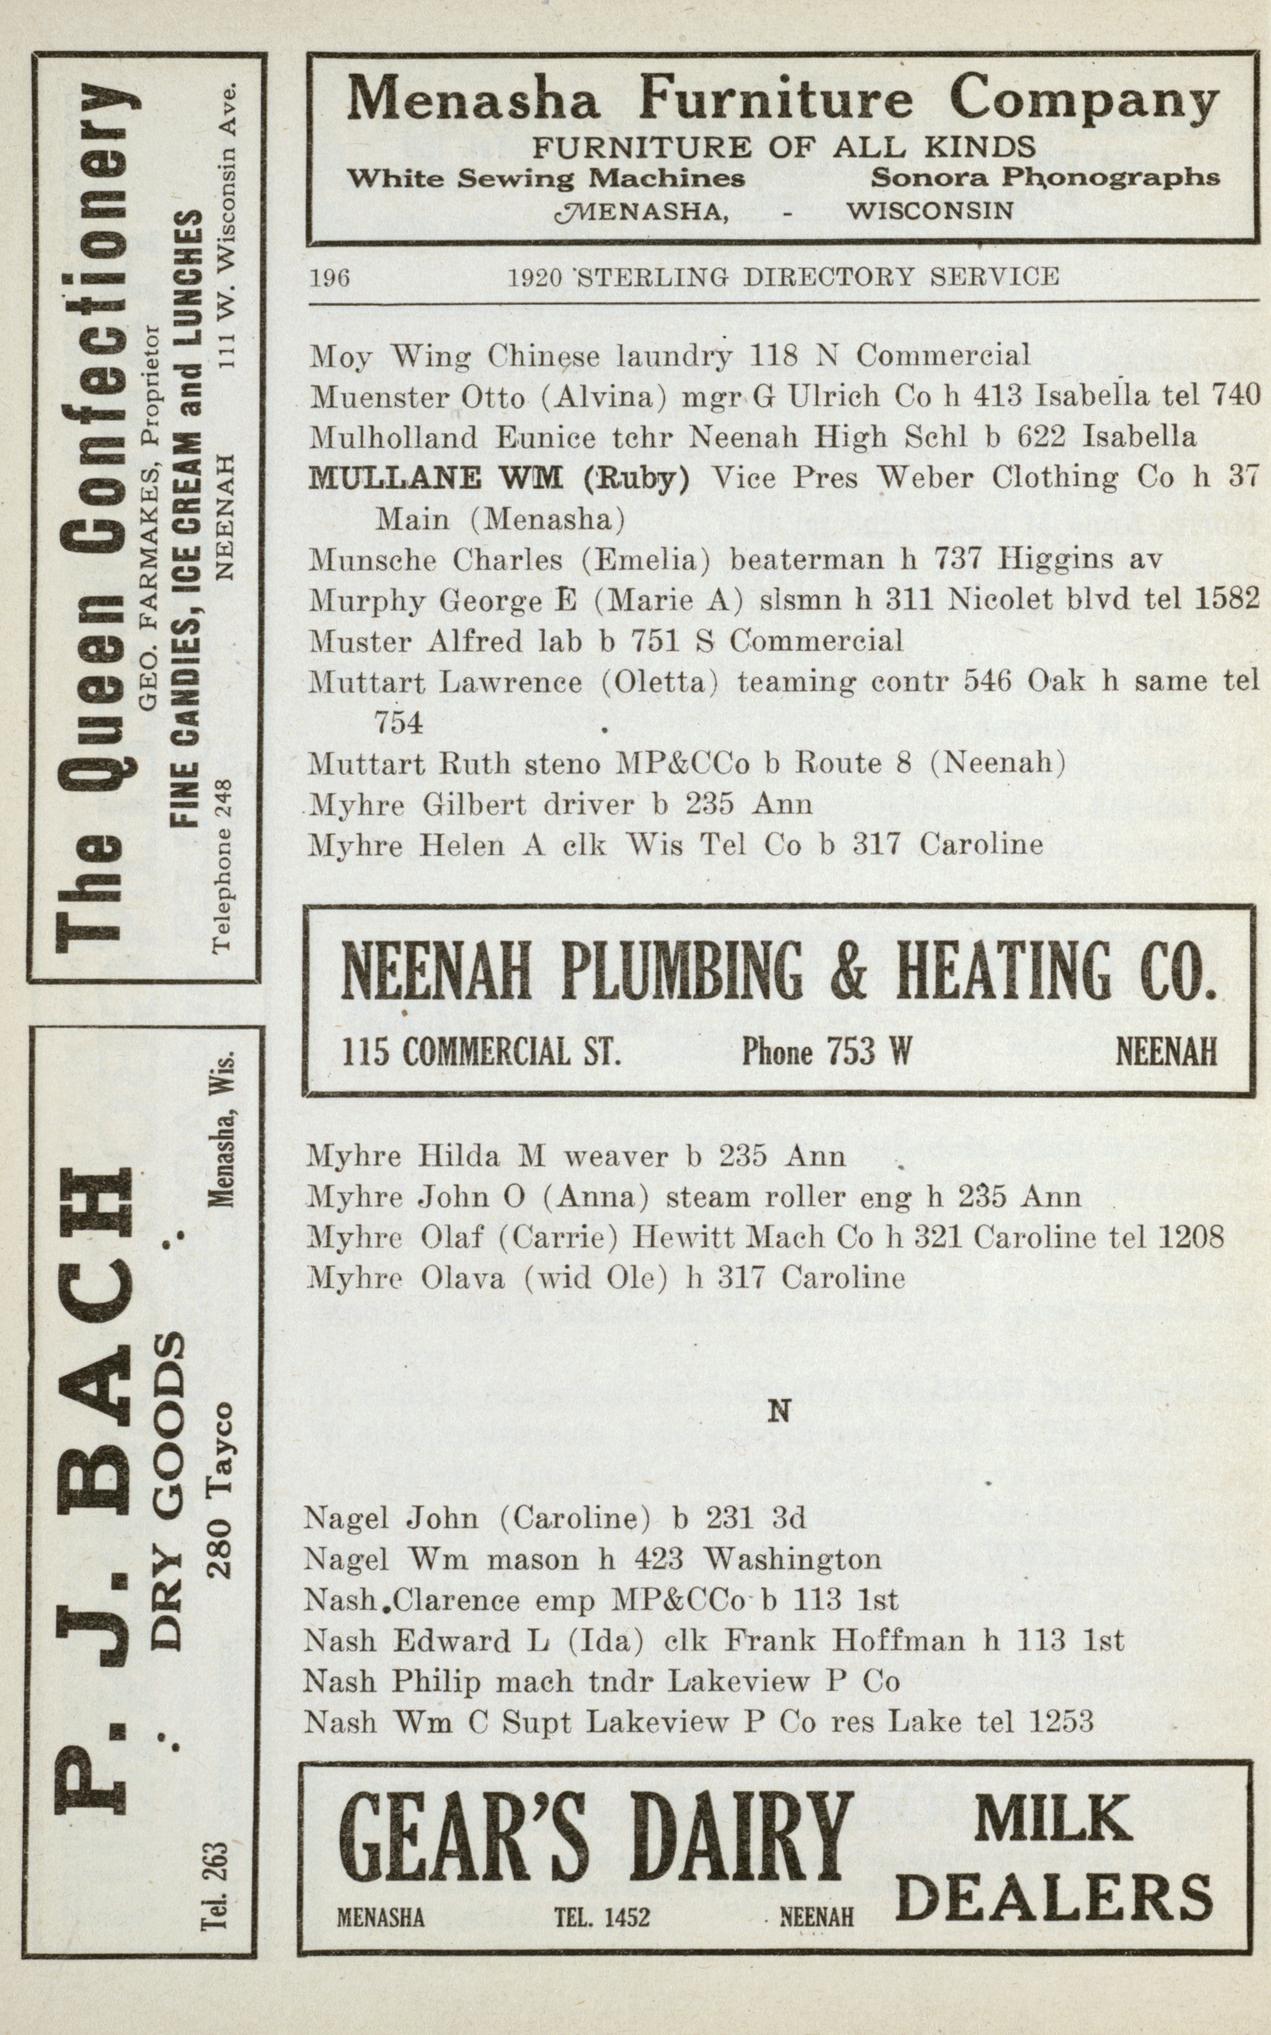 The Queen Confectionery
GEO. FARMAKES, Proprietor
FINE CANDIES, ICE CREAM and LUNCHES
Telephone 248 NEENAH 111 W. Wisconsin Ave.
P. J. BACH
DRY GOODS
Tel. 263 280 Tayco Menasha, Wis.
Menasha Furniture Company
FURNITURE OF ALL KINDS
White Sewing Machines Sonora Phonographs
MENASHA, - WISCONSIN
196 1920 STERLING DIRECTORY SERVICE
Moy Wing Chinese laundry 118 N Commercial
Muenster Otto (Alvina) mgr G Ulrich Co h 413 Isabella tel 740
Mulholland Eunice tchr Neenah High Schl b 622 Isabella
MULLANE WM (Ruby) Vice Pres Weber Clothing Co h 37
Main (Menasha)
Munsche Charles (Emelia) beaterman h 737 Higgins av
Murphy George E (Marie A) slsmn h 311 Nicolet blvd tel 1582
Muster Alfred lab b 751 S Commercial
Muttart Lawrence (Oletta) teaming contr 546 Oak h same tel
754
Muttart Ruth steno MP&CCo b Route 8 (Neenah)
Myhre Gilbert driver b 235 Ann
Myhre Helen A clk Wis Tel Co b 317 Caroline
NEENAH PLUMBING & HEATING CO.
115 COMMERCIAL ST. Phone 753 W NEENAH
Myhre Hilda M weaver b 235 Ann
Myhre John O (Anna) steam roller eng h 235 Ann
Myhre Olaf (Carrie) Hewitt Mach Co h 321 Caroline tel 1208
Myhre Olava (wid Ole) h 317 Caroline
N
Nagel John (Caroline) b 231 3d
Nagel Wm mason h 423 Washington
Nash Clarence emp MP&CCo b 113 1st
Nash Edward L (Ida) clk Frank Hoffman h 113 1st
Nash Philip mach tndr Lakeview P Co
Nash Wm C Supt Lakeview P Co res Lake tel 1253
GEAR'S DAIRY MILK DEALERS
MENASHA TEL. 1452 NEENAH